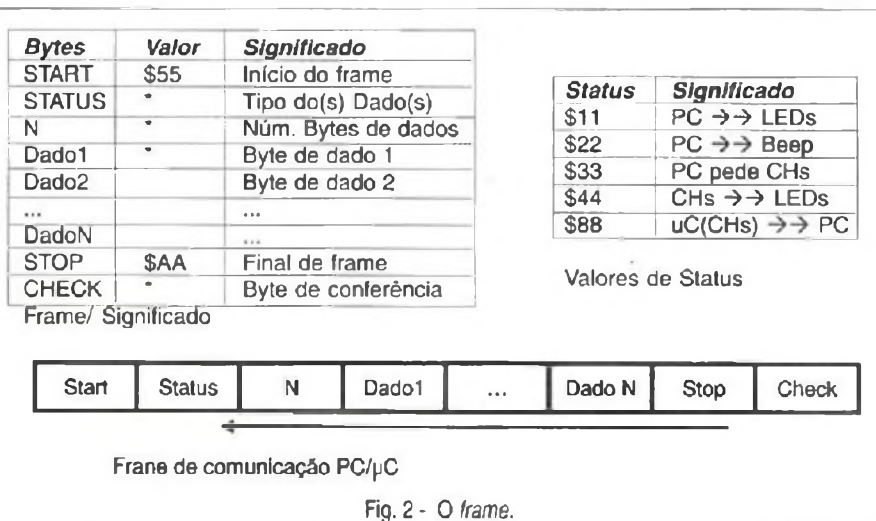 Bytes Valor Significado
START $55 Início do frame
STATUS * Tipo do(s) Dado(s)
N * Núm. Bytes de dados
Dado1 * Byte de dado 1
Dado2 Byte de dado 2
... ...
DadoN ...
STOP $AA Final de frame
CHECK * Byte de conferência
Frame/ Significado
Status Significado
$11 PC →→ LEDs
$22 PC →→ Beep
$33 PC pede CHs
$44 CHs →→ LEDs
$88 uC(CHs) →→ PC
Valores de Status
Start Status N Dado1 ... Dado N Stop Check
Frane de comunicação PC/μC
Fig. 2 - O frame.